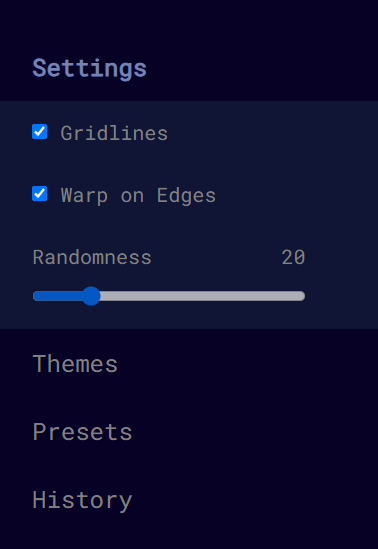 Settings
Gridlines
Warp on Edges
Randomness 20
Themes
Presets
History